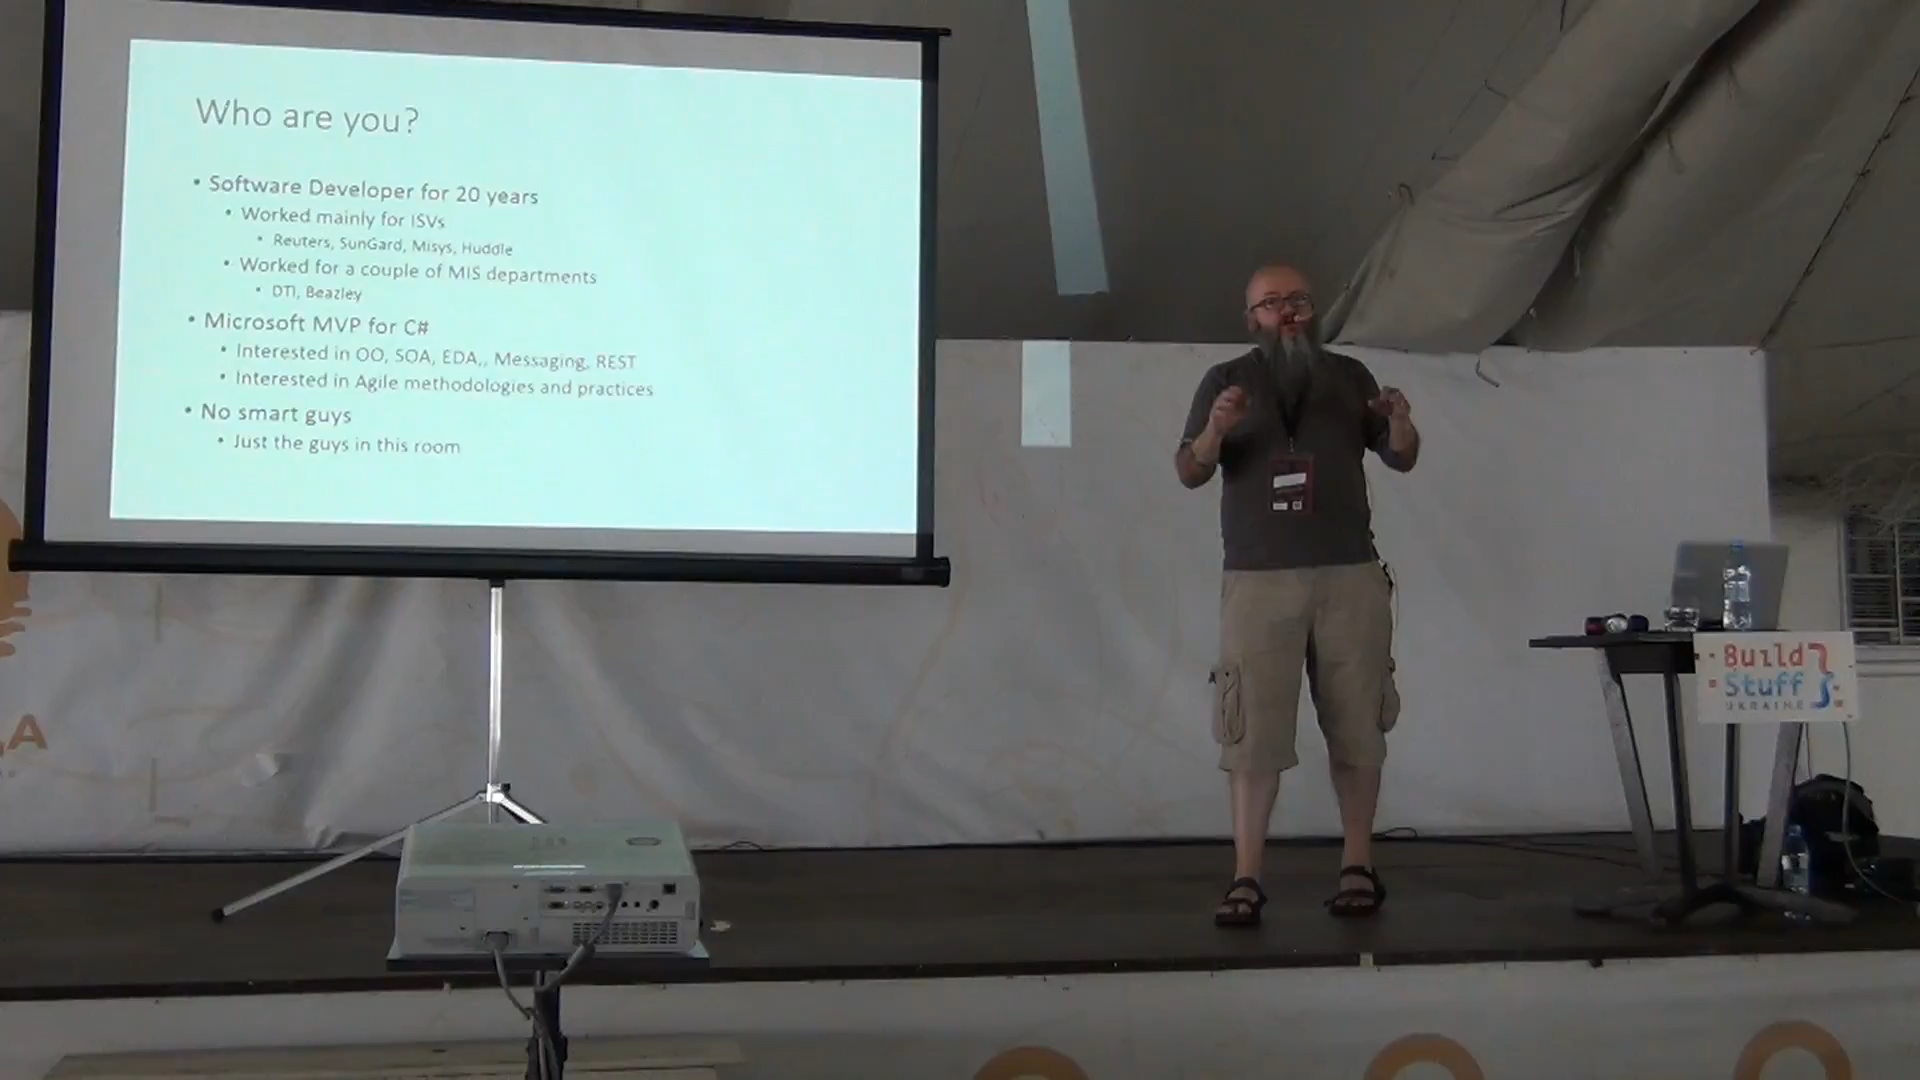 Who are you?
• Software Developer for 20 years
• Worked mainly for ISVs
• Reuters, SunGard, Misys, Huddle
• Worked for a couple of MIS departments
• DTI, Beazley
• Microsoft MVP for C#
• Interested in OO, SOA, EDA,, Messaging, REST
• Interested in Agile methodologies and practices
• No smart guys
• Just the guys in this room
Build
Stuff
UKRAINE